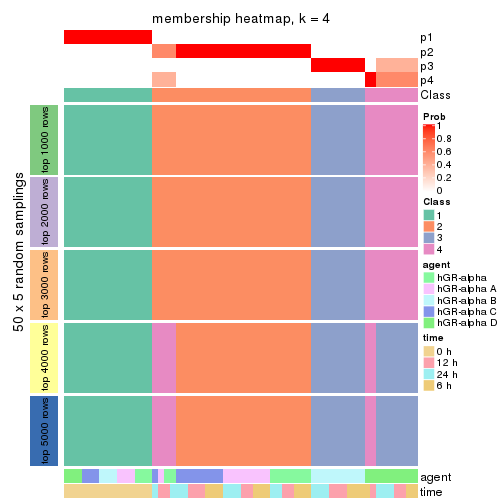 membership heatmap, k = 4
p1
p2
p3
p4
Class
50 x 5 random samplings
top 1000 rows
top 2000 rows
top 3000 rows
top 4000 rows
top 5000 rows
agent
time
Prob
1
0.8
0.6
0.4
0.2
0
Class
1
2
3
4
agent
hGR-alpha
hGR-alpha A
hGR-alpha B
hGR-alpha C
hGR-alpha D
time
0 h
12 h
24 h
6 h